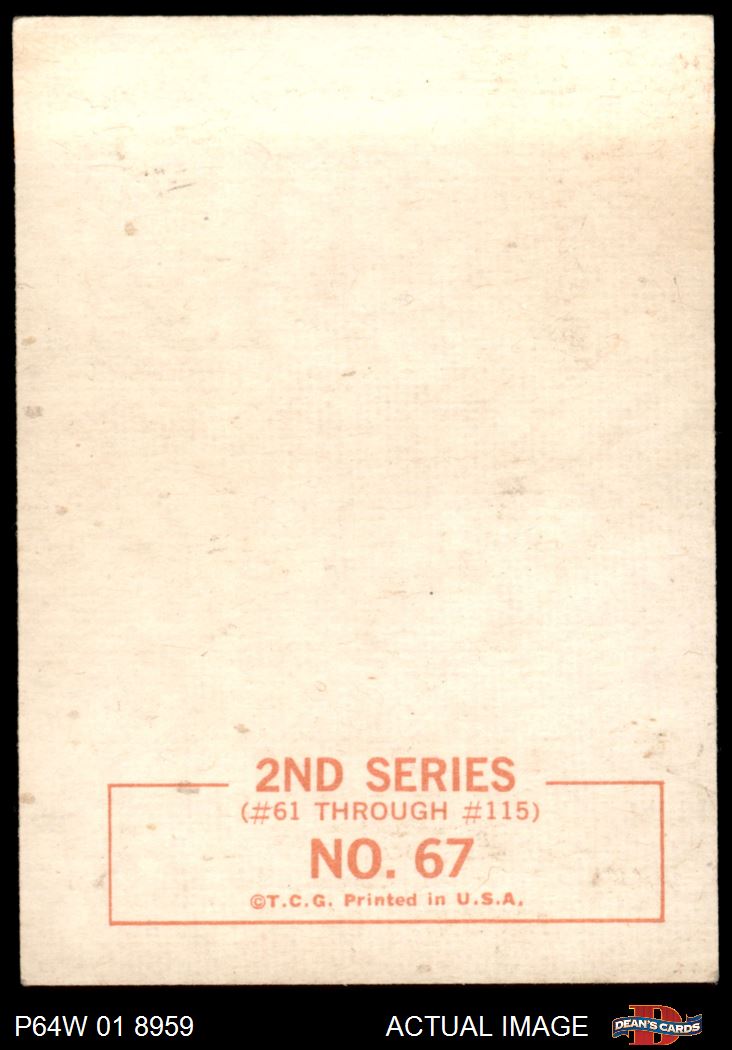 2ND SERIES
(#61 THROUGH #115)
NO. 67
©T.C.G. Printed in U.S.A.
P64W 01 8959
ACTUAL IMAGE
D
DEAN'S CARDS